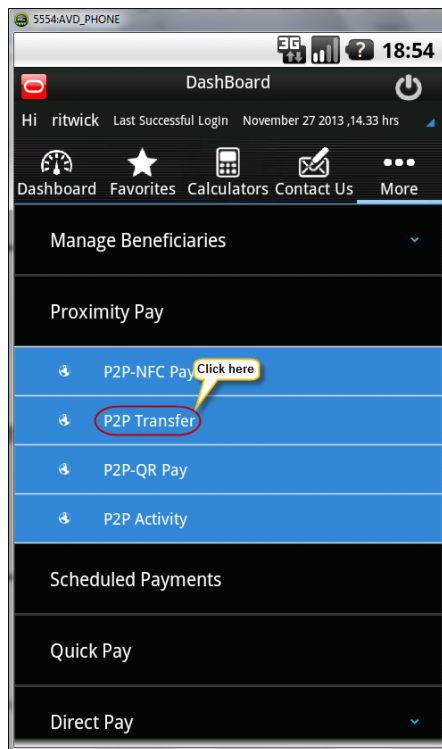 5554:AVD_PHONE
3G 18:54
DashBoard
Hi ritwick Last Successful Login November 27 2013 ,14.33 hrs
Dashboard Favorites Calculators Contact Us More
Manage Beneficiaries
Proximity Pay
P2P-NFC Pay
Click here
P2P Transfer
P2P-QR Pay
P2P Activity
Scheduled Payments
Quick Pay
Direct Pay